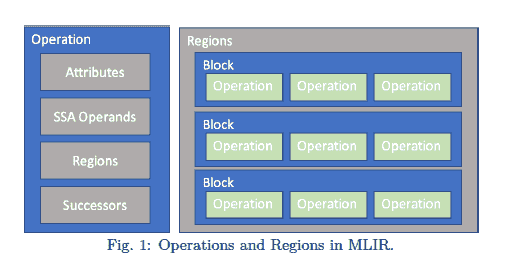 Operation
Attributes
SSA Operands
Regions
Successors
Regions
Block
Operation Operation Operation
Block
Operation Operation Operation
Block
Operation Operation Operation
Fig. 1: Operations and Regions in MLIR.